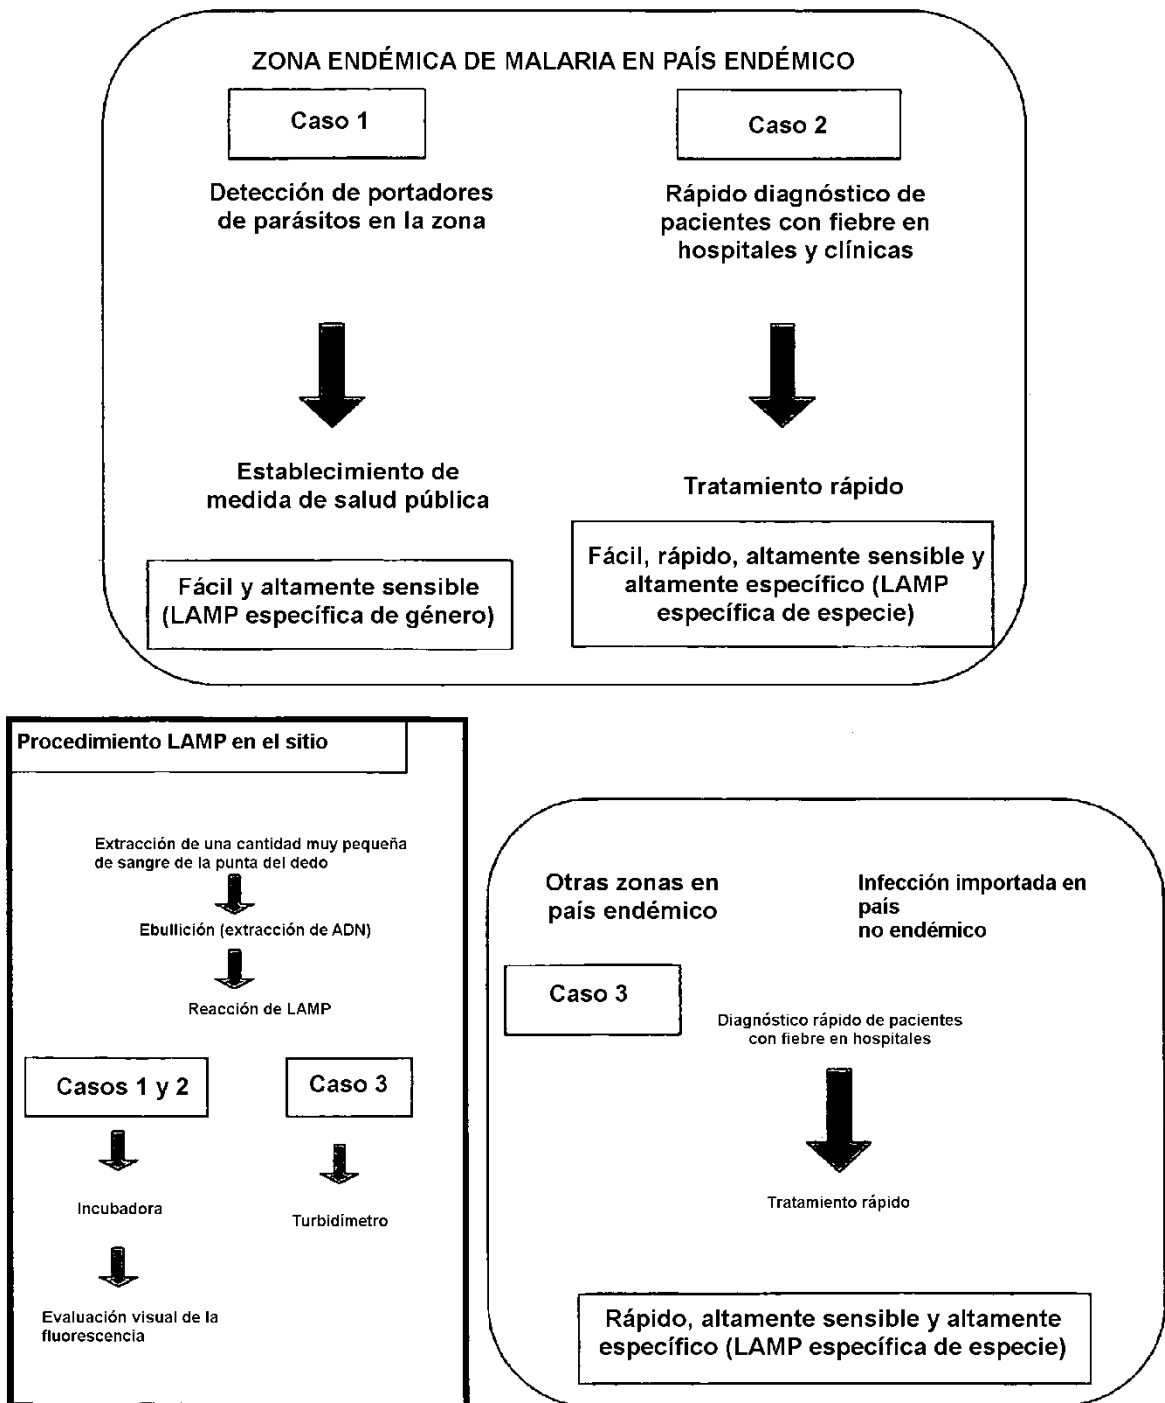 ZONA ENDÉMICA DE MALARIA EN PAÍS ENDÉMICO
Caso 1
Detección de portadores
de parásitos en la zona
Establecimiento de
medida de salud pública
Fácil y altamente sensible
(LAMP específica de género)
Caso 2
Rápido diagnóstico de
pacientes con fiebre en
hospitales y clínicas
Tratamiento rápido
Fácil, rápido, altamente sensible y
altamente específico (LAMP
específica de especie)
Procedimiento LAMP en el sitio
Extracción de una cantidad muy pequeña
de sangre de la punta del dedo
Ebullición (extracción de ADN)
Reacción de LAMP
Casos 1 y 2
Incubadora
Evaluación visual de la
fluorescencia
Caso 3
Turbidímetro
Otras zonas en
país endémico
Infección importada en
país
no endémico
Caso 3
Diagnóstico rápido de pacientes
con fiebre en hospitales
Tratamiento rápido
Rápido, altamente sensible y altamente
específico (LAMP específica de especie)